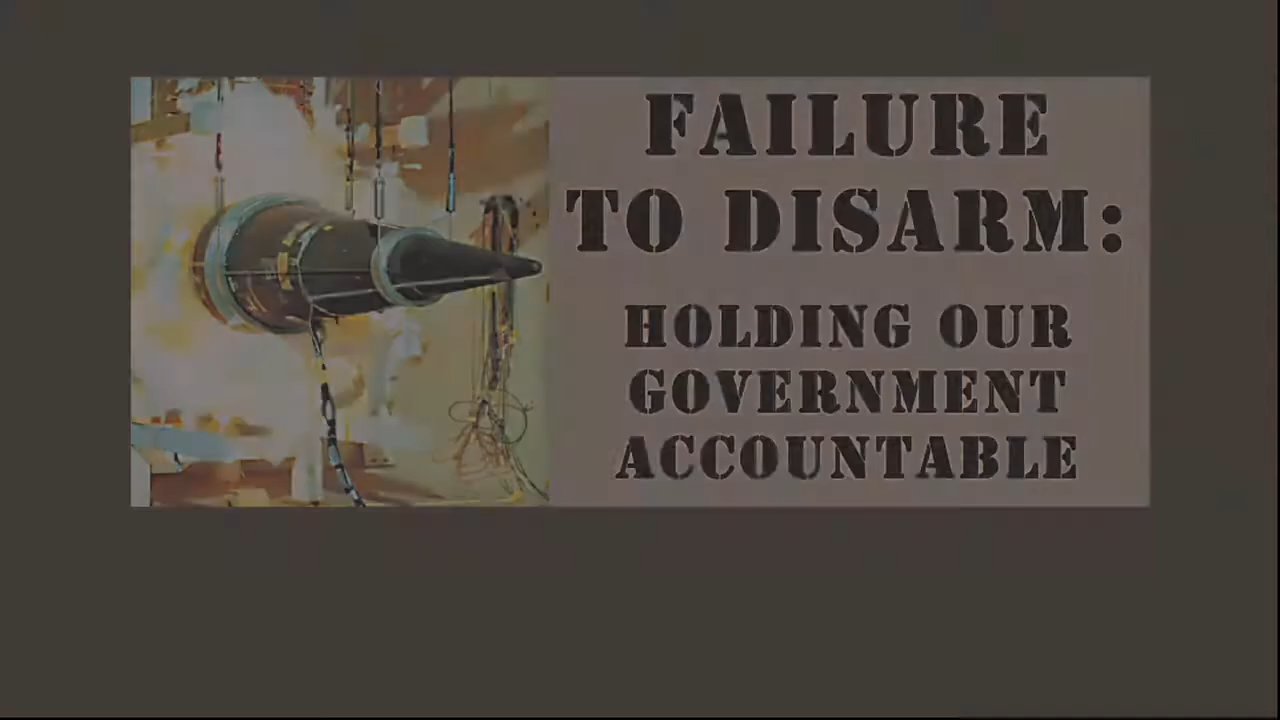 FAILURE
TO DISARM:
HOLDING OUR
GOVERNMENT
ACCOUNTABLE